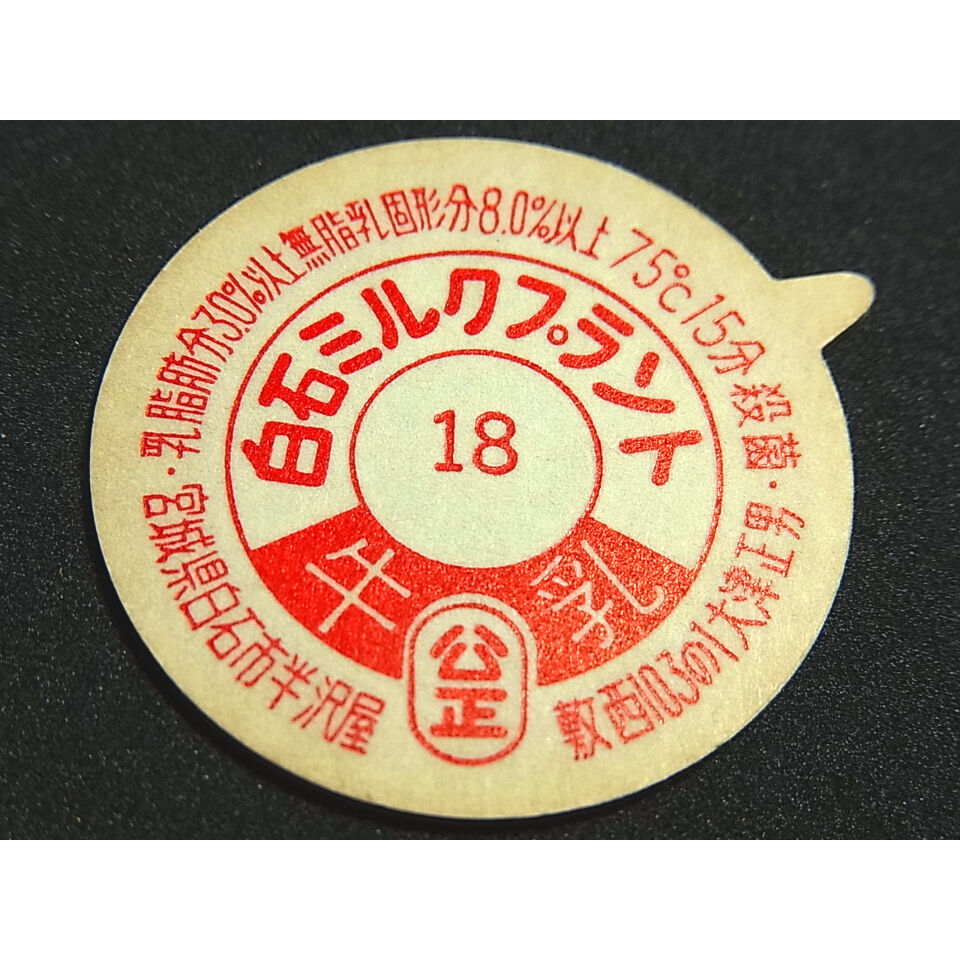 乳脂肪分3.0%以上無脂乳固形分8.0%以上 75℃15分 殺菌・
白石ミルクプラント
18
牛乳
公正
宮城県白石市半沢屋
敷西103の1大津正男